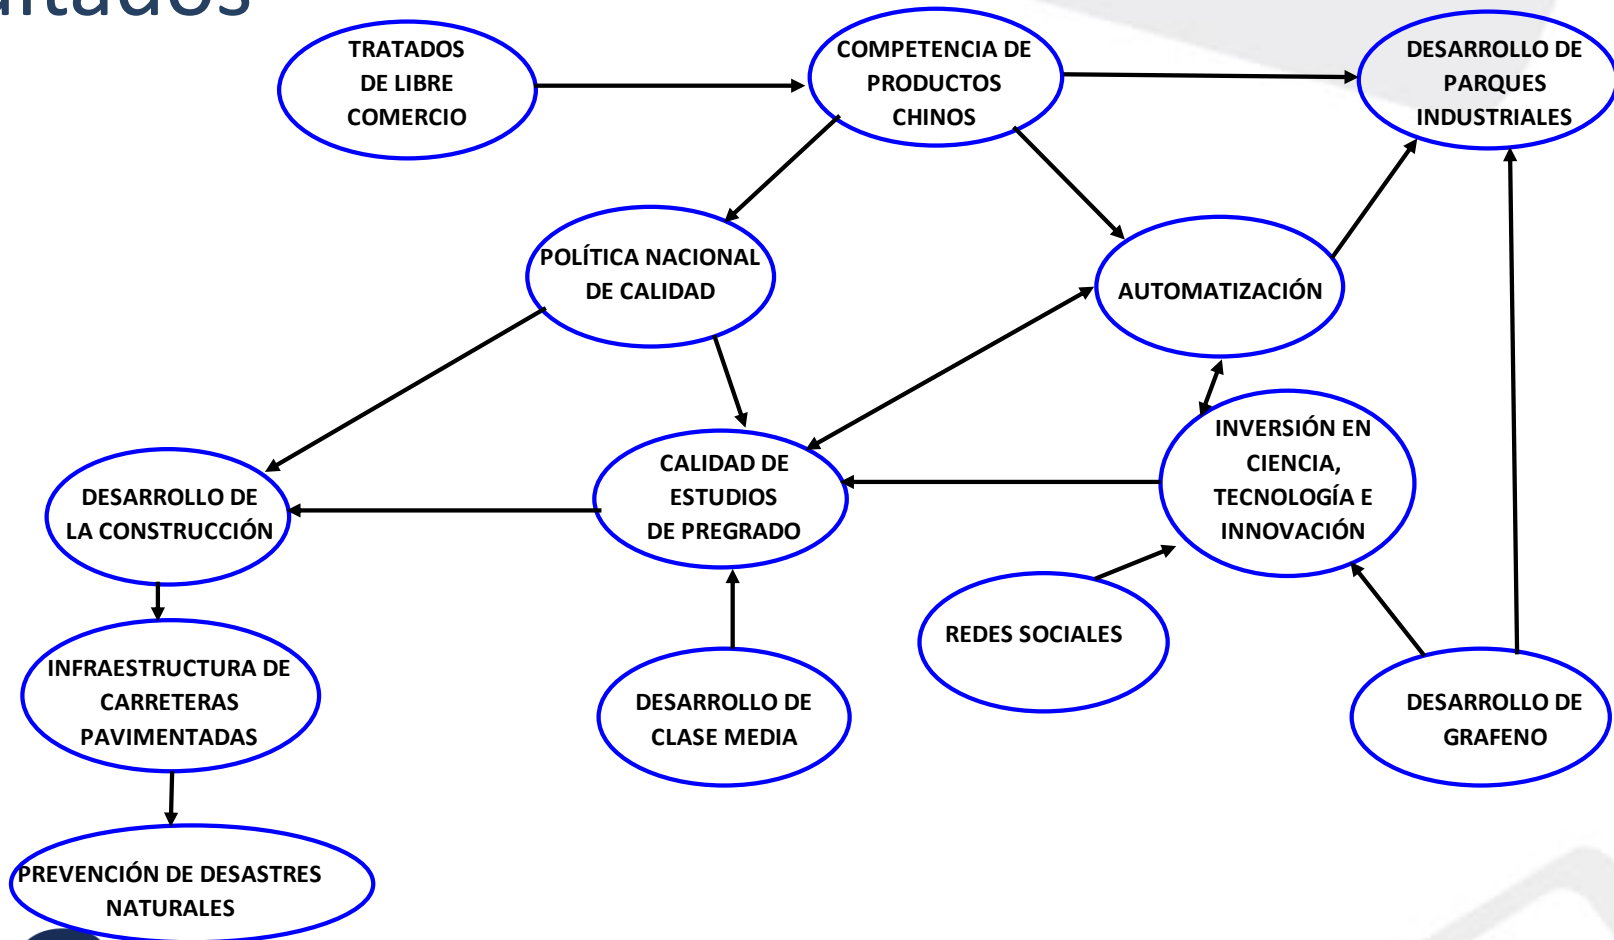 TRATADOS
DE LIBRE
COMERCIO
COMPETENCIA DE
PRODUCTOS
CHINOS
DESARROLLO DE
PARQUES
INDUSTRIALES
POLÍTICA NACIONAL
DE CALIDAD
AUTOMATIZACIÓN
CALIDAD DE
ESTUDIOS
DE PREGRADO
INVERSIÓN EN
CIENCIA,
TECNOLOGÍA E
INNOVACIÓN
DESARROLLO DE
LA CONSTRUCCIÓN
REDES SOCIALES
INFRAESTRUCTURA DE
CARRETERAS
PAVIMENTADAS
DESARROLLO DE
CLASE MEDIA
DESARROLLO DE
GRAFENO
PREVENCIÓN DE DESASTRES
NATURALES